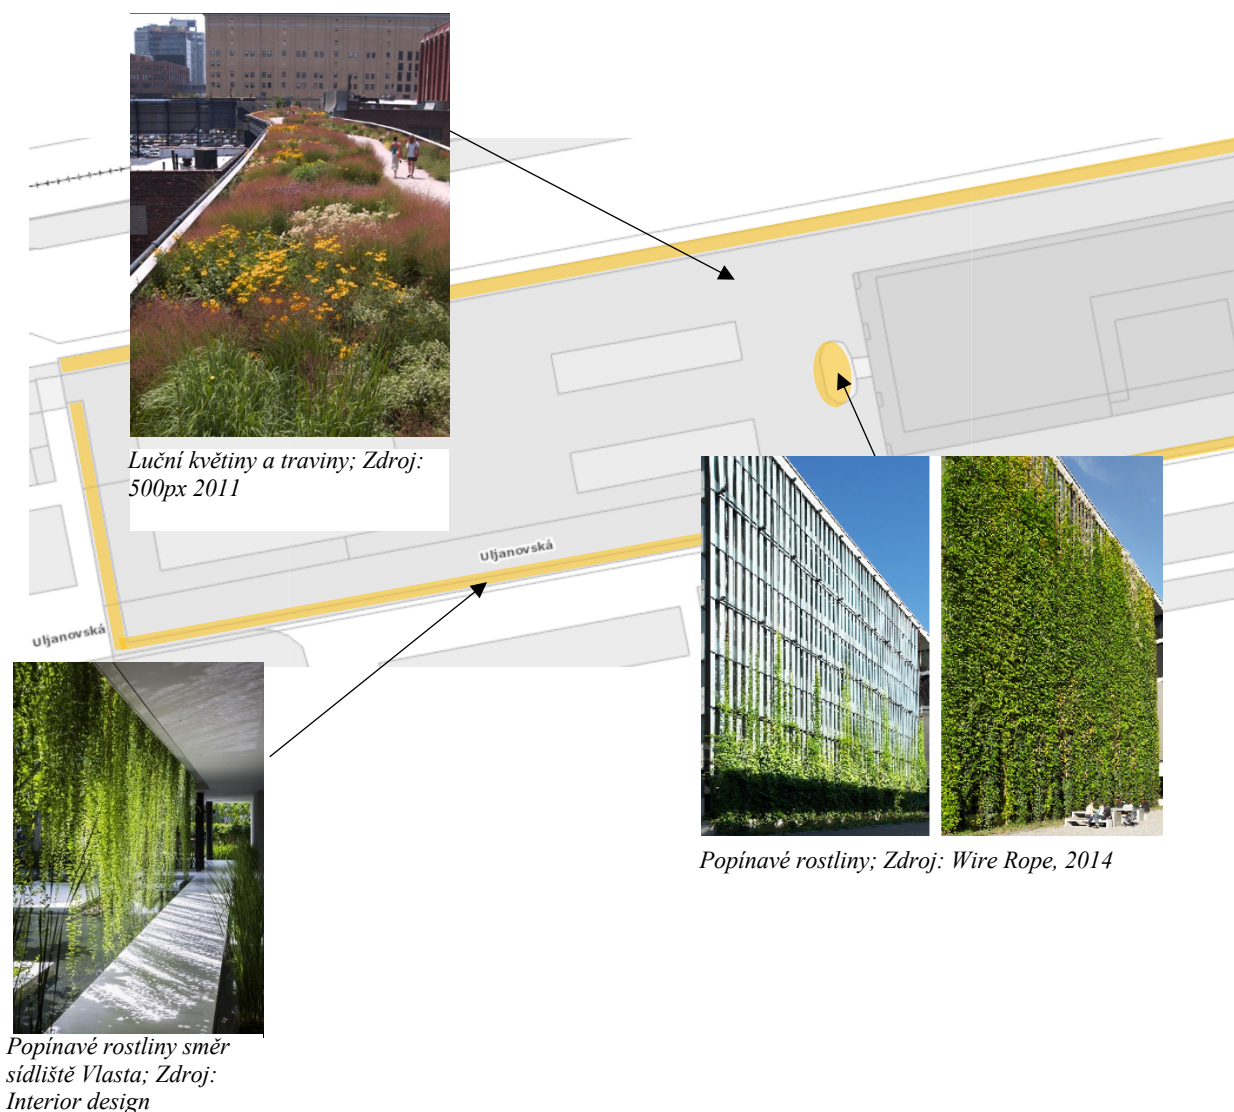 Luční květiny a traviny; Zdroj:
500px 2011
Uljanovská
Uljanovská
Popínavé rostliny; Zdroj: Wire Rope, 2014
Popínavé rostliny směr
sídliště Vlasta; Zdroj:
Interior design